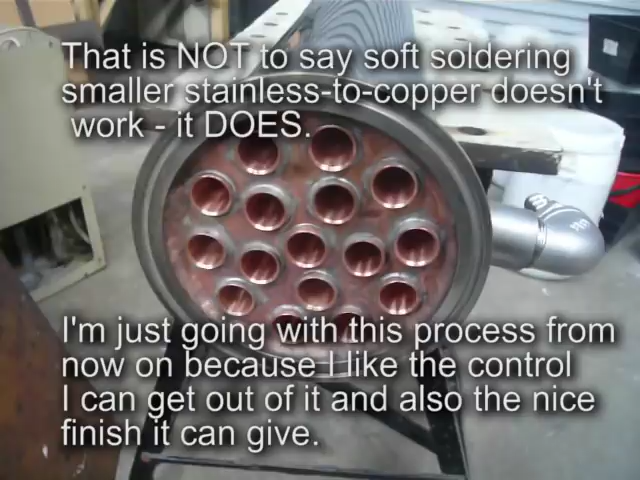 That is NOT to say soft soldering
smaller stainless-to-copper doesn't
work - it DOES.
I'm just going with this process from
now on because I like the control
I can get out of it and also the nice
finish it can give.